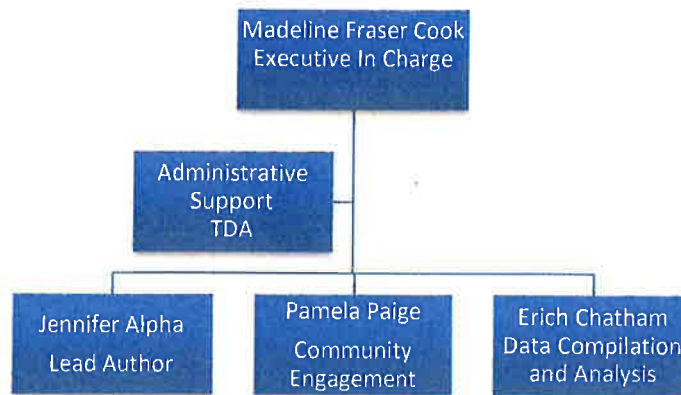 Madeline Fraser Cook
Executive In Charge
Administrative
Support
TDA
Jennifer Alpha
Lead Author
Pamela Paige
Community
Engagement
Erich Chatham
Data Compilation
and Analysis